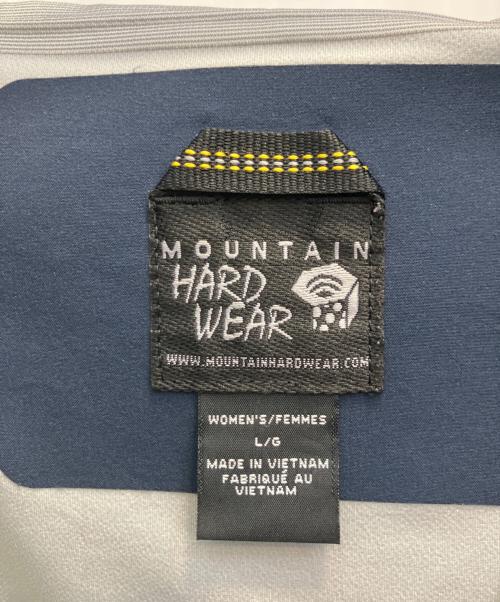 MOUNTAIN
HARD
WEAR
WWW.MOUNTAINHARDWEAR.COM
WOMEN'S/FEMMES
L/G
MADE IN VIETNAM
FABRIQUÉ AU
VIETNAM